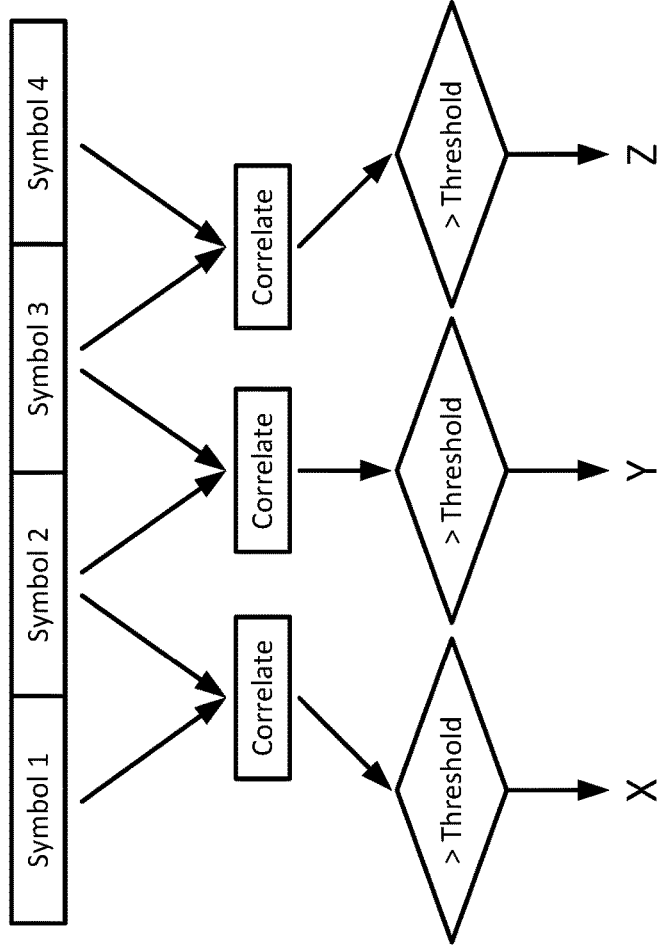 Symbol 1
Symbol 2
Symbol 3
Symbol 4
Correlate
Correlate
Correlate
> Threshold
> Threshold
> Threshold
X
Y
Z